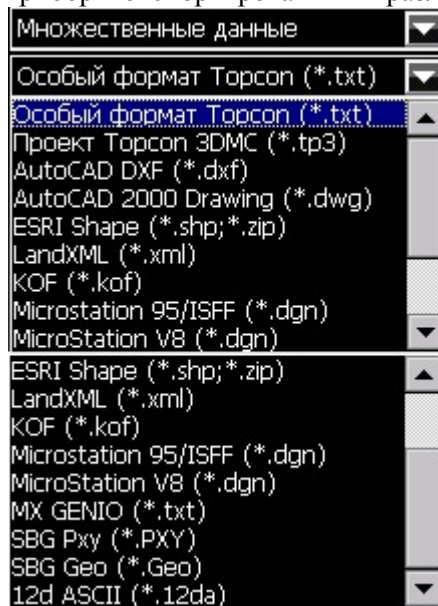 Множественные данные
Особый формат Topcon (*.txt)
Особый формат Topcon (*.txt)
Проект Topcon 3DMC (*.tp3)
AutoCAD DXF (*.dxf)
AutoCAD 2000 Drawing (*.dwg)
ESRI Shape (*.shp;*.zip)
LandXML (*.xml)
KOF (*.kof)
Microstation 95/ISFF (*.dgn)
MicroStation V8 (*.dgn)
ESRI Shape (*.shp;*.zip)
LandXML (*.xml)
KOF (*.kof)
Microstation 95/ISFF (*.dgn)
MicroStation V8 (*.dgn)
MX GENIO (*.txt)
SBG Pxy (*.PXY)
SBG Geo (*.Geo)
12d ASCII (*.12da)